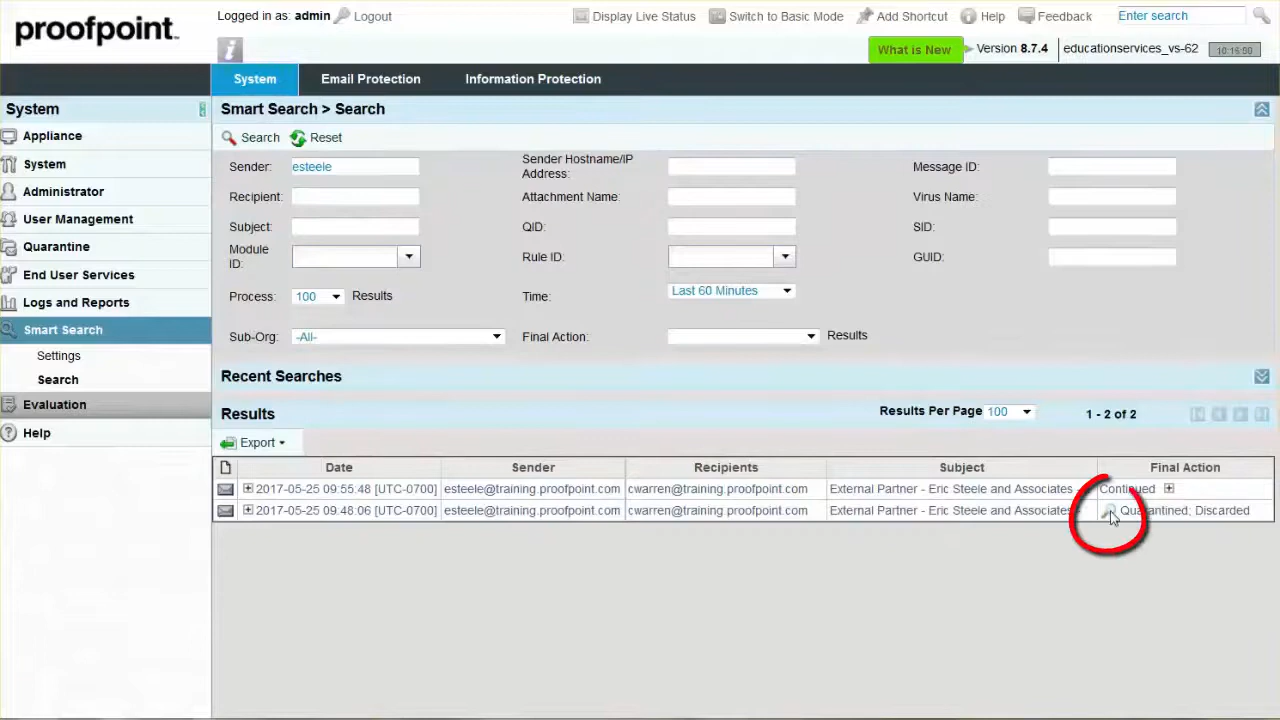 proofpoint
Logged in as: admin Logout Display Live Status Switch to Basic Mode Add Shortcut Help Feedback Enter search
What is New Version 8.7.4 educationservices_vs-62
System Email Protection Information Protection
System
Appliance
System
Administrator
User Management
Quarantine
End User Services
Logs and Reports
Smart Search
Settings
Search
Evaluation
Help
Smart Search > Search
Search Reset
Sender: esteele Sender Hostname/IP Address: Message ID:
Recipient: Attachment Name: Virus Name:
Subject: QID: SID:
Module ID: Rule ID: GUID:
Process: 100 Results Time: Last 60 Minutes
Sub-Org: -All- Final Action: Results
Recent Searches
Results Results Per Page 100 1 - 2 of 2
Export
Date Sender Recipients Subject Final Action
2017-05-25 09:55:48 [UTC-0700] esteele@training.proofpoint.com cwarren@training.proofpoint.com External Partner - Eric Steele and Associates - Continued
2017-05-25 09:48:06 [UTC-0700] esteele@training.proofpoint.com cwarren@training.proofpoint.com External Partner - Eric Steele and Associates - Quarantined; Discarded